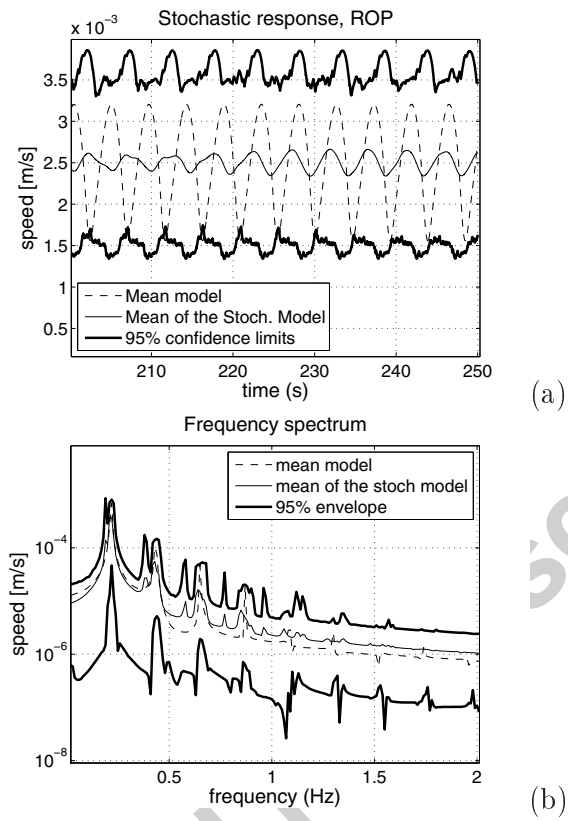 Stochastic response, ROP
x 10⁻³
3.5
3
2.5
2
1.5
1
0.5
speed [m/s]
Mean model
Mean of the Stoch. Model
95% confidence limits
210 220 230 240 250
time (s)
(a)
Frequency spectrum
mean model
mean of the stoch model
95% envelope
10⁻⁴
10⁻⁶
10⁻⁸
speed [m/s]
0.5 1 1.5 2
frequency (Hz)
(b)